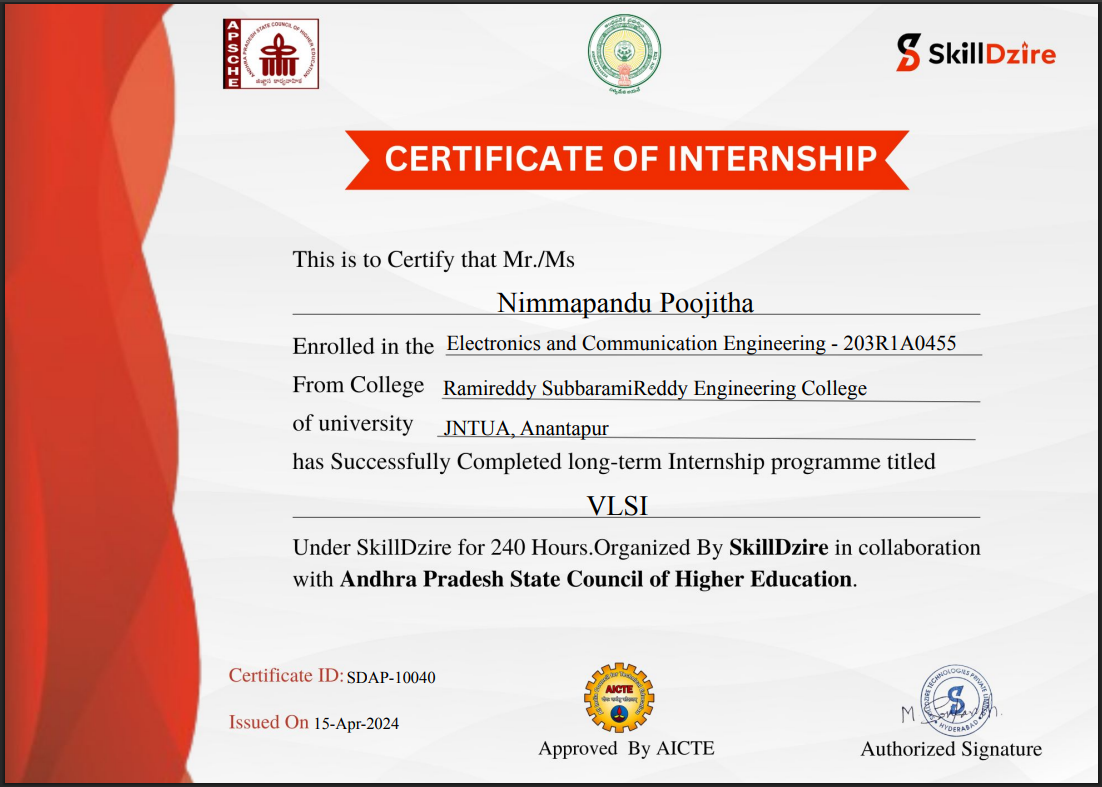 APSCHE
ANDHRA PRADESH STATE COUNCIL OF HIGHER EDUCATION
SkillDzire
CERTIFICATE OF INTERNSHIP
This is to Certify that Mr./Ms
Nimmapandu Poojitha
Enrolled in the Electronics and Communication Engineering - 203R1A0455
From College Ramireddy SubbaramiReddy Engineering College
of university JNTUA, Anantapur
has Successfully Completed long-term Internship programme titled
VLSI
Under SkillDzire for 240 Hours.Organized By SkillDzire in collaboration
with Andhra Pradesh State Council of Higher Education.
Certificate ID: SDAP-10040
Issued On 15-Apr-2024
AICTE
Approved By AICTE
SKILLDZIRE TECHNOLOGIES PRIVATE LIMITED
HYDERABAD
Authorized Signature